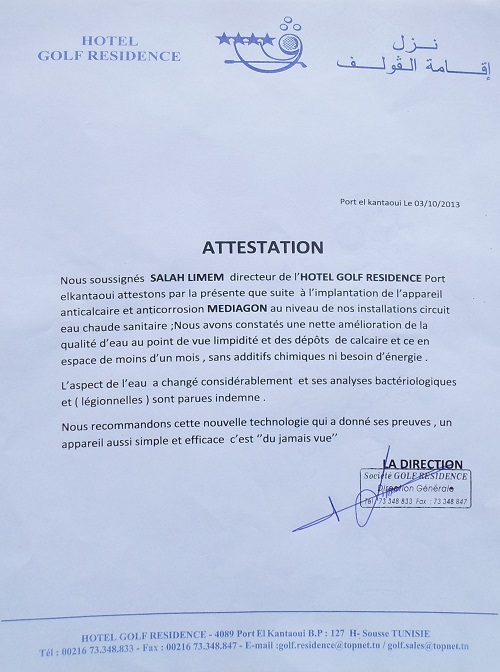 HOTEL
GOLF RESIDENCE
نـزل
إقـامة الڤولف
Port el kantaoui Le 03/10/2013
ATTESTATION
Nous soussignés SALAH LIMEM directeur de l'HOTEL GOLF RESIDENCE Port
elkantaoui attestons par la présente que suite à l'implantation de l'appareil
anticalcaire et anticorrosion MEDIAGON au niveau de nos installations circuit
eau chaude sanitaire ;Nous avons constatés une nette amélioration de la
qualité d'eau au point de vue limpidité et des dépôts de calcaire et ce en
espace de moins d'un mois , sans additifs chimiques ni besoin d'énergie .
L'aspect de l'eau a changé considérablement et ses analyses bactériologiques
et ( légionnelles ) sont parues indemne .
Nous recommandons cette nouvelle technologie qui a donné ses preuves , un
appareil aussi simple et efficace c'est ''du jamais vue''
LA DIRECTION
Société GOLF RESIDENCE
Direction Générale
Tél : 73 348 833 Fax : 73 348 847
HOTEL GOLF RESIDENCE - 4089 Port El Kantaoui B.P : 127 H- Sousse TUNISIE
Tél : 00216 73.348.833 - Fax : 00216 73.348.847 - E-mail :golf.residence@topnet.tn / golf.sales@topnet.tn